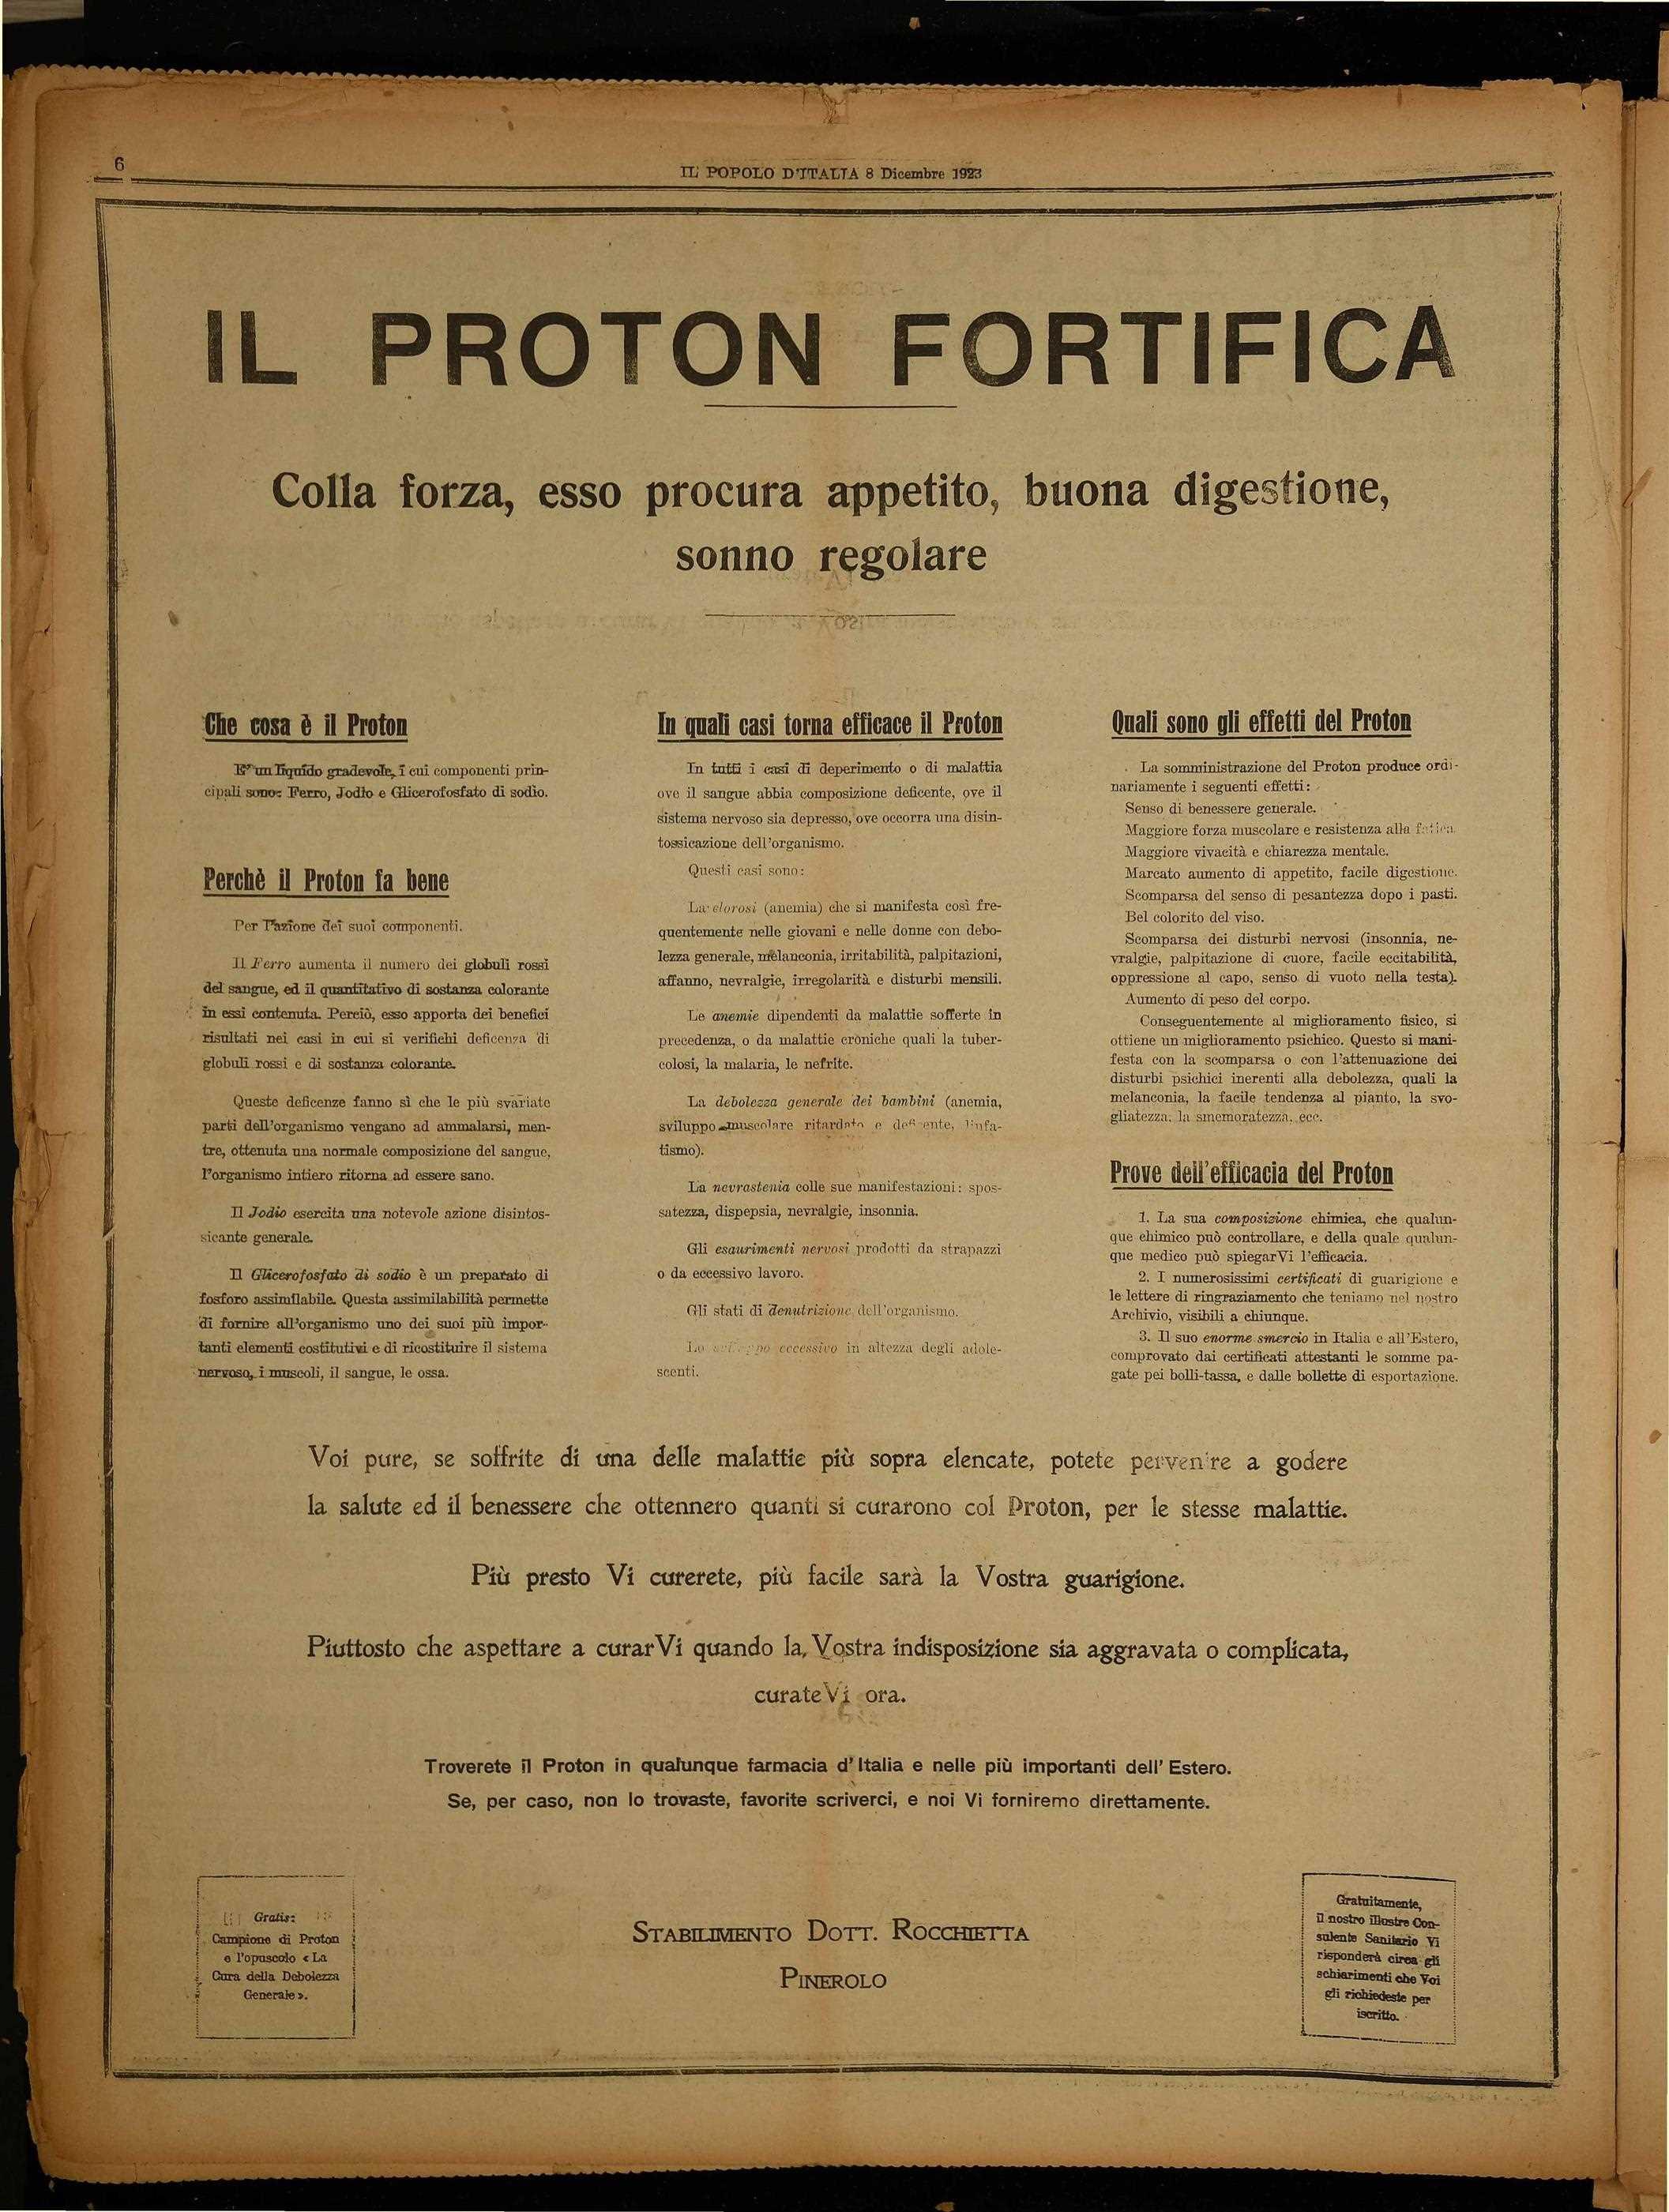 6
IL POPOLO D'ITALIA 8 Dicembre 1923
IL PROTON FORTIFICA
Colla forza, esso procura appetito, buona digestione,
sonno regolare
Che cosa è il Proton
E' un liquido gradevole, i cui componenti prin-
cipali sono: Ferro, Jodio e Glicerofosfato di sodio.
Perchè il Proton fa bene
Per l'azione dei suoi componenti.
Il Ferro aumenta il numero dei globuli rossi
del sangue, ed il quantitativo di sostanza colorante
in essi contenuta. Perciò, esso apporta dei benefici
risultati nei casi in cui si verifichi deficenza di
globuli rossi e di sostanza colorante.
Queste deficenze fanno sì che le più svariate
parti dell'organismo vengano ad ammalarsi, men-
tre, ottenuta una normale composizione del sangue,
l'organismo intiero ritorna ad essere sano.
Il Jodio esercita una notevole azione disintos-
sicante generale.
Il Glicerofosfato di sodio è un preparato di
fosforo assimilabile. Questa assimilabilità permette
di fornire all'organismo uno dei suoi più impor-
tanti elementi costitutivi e di ricostituire il sistema
nervoso, i muscoli, il sangue, le ossa.
In quali casi torna efficace il Proton
In tutti i casi di deperimento o di malattia
ove il sangue abbia composizione deficente, ove il
sistema nervoso sia depresso, ove occorra una disin-
tossicazione dell'organismo.
Questi casi sono:
La clorosi (anemia) che si manifesta così fre-
quentemente nelle giovani e nelle donne con debo-
lezza generale, melanconia, irritabilità, palpitazioni,
affanno, nevralgie, irregolarità e disturbi mensili.
Le anemie dipendenti da malattie sofferte in
precedenza, o da malattie croniche quali la tuber-
colosi, la malaria, le nefrite.
La debolezza generale dei bambini (anemia,
sviluppo muscolare ritardato e deficente, linfa-
tismo).
La nevrastenia colle sue manifestazioni: spos-
satezza, dispepsia, nevralgie, insonnia.
Gli esaurimenti nervosi prodotti da strapazzi
o da eccessivo lavoro.
Gli stati di denutrizione dell'organismo.
Lo sviluppo eccessivo in altezza degli adole-
scenti.
Quali sono gli effetti del Proton
La somministrazione del Proton produce ordi-
nariamente i seguenti effetti:
Senso di benessere generale.
Maggiore forza muscolare e resistenza alla fatica.
Maggiore vivacità e chiarezza mentale.
Marcato aumento di appetito, facile digestione.
Scomparsa del senso di pesantezza dopo i pasti.
Bel colorito del viso.
Scomparsa dei disturbi nervosi (insonnia, ne-
vralgie, palpitazione di cuore, facile eccitabilità,
oppressione al capo, senso di vuoto nella testa).
Aumento di peso del corpo.
Conseguentemente al miglioramento fisico, si
ottiene un miglioramento psichico. Questo si mani-
festa con la scomparsa o con l'attenuazione dei
disturbi psichici inerenti alla debolezza, quali la
melanconia, la facile tendenza al pianto, la svo-
gliatezza, la smemoratezza, ecc.
Prove dell'efficacia del Proton
1. La sua composizione chimica, che qualun-
que chimico può controllare, e della quale qualun-
que medico può spiegarVi l'efficacia.
2. I numerosissimi certificati di guarigione e
le lettere di ringraziamento che teniamo nel nostro
Archivio, visibili a chiunque.
3. Il suo enorme smercio in Italia e all'Estero,
comprovato dai certificati attestanti le somme pa-
gate pei bolli-tassa, e dalle bollette di esportazione.
Voi pure, se soffrite di una delle malattie più sopra elencate, potete pervenire a godere
la salute ed il benessere che ottennero quanti si curarono col Proton, per le stesse malattie.
Più presto Vi curerete, più facile sarà la Vostra guarigione.
Piuttosto che aspettare a curarVi quando la Vostra indisposizione sia aggravata o complicata,
curateVi ora.
Troverete il Proton in qualunque farmacia d'Italia e nelle più importanti dell'Estero.
Se, per caso, non lo trovaste, favorite scriverci, e noi Vi forniremo direttamente.
Gratis:
Campione di Proton
e l'opuscolo « La
Cura della Debolezza
Generale ».
STABILIMENTO DOTT. ROCCHIETTA
PINEROLO
Gratuitamente,
il nostro illustre Con-
sulente Sanitario Vi
risponderà circa gli
schiarimenti che Voi
gli richiedeste per
iscritto.